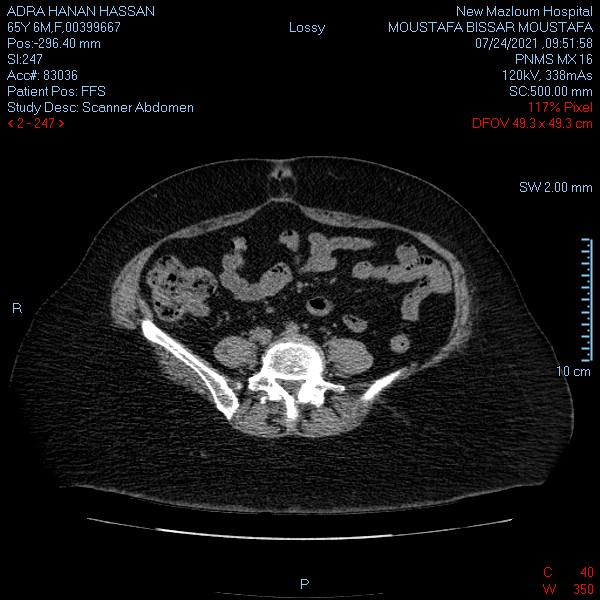 ADRA HANAN HASSAN
65Y 6M,F,00399667
Pos:-296.40 mm
SI:247
Acc#: 83036
Patient Pos: FFS
Study Desc: Scanner Abdomen
< 2 - 247 >
Lossy
New Mazloum Hospital
MOUSTAFA BISSAR MOUSTAFA
07/24/2021 ,09:51:58
PNMS MX 16
120kV, 338mAs
SC:500.00 mm
117% Pixel
DFOV 49.3 x 49.3 cm
SW 2.00 mm
R
10 cm
P
C 40
W 350